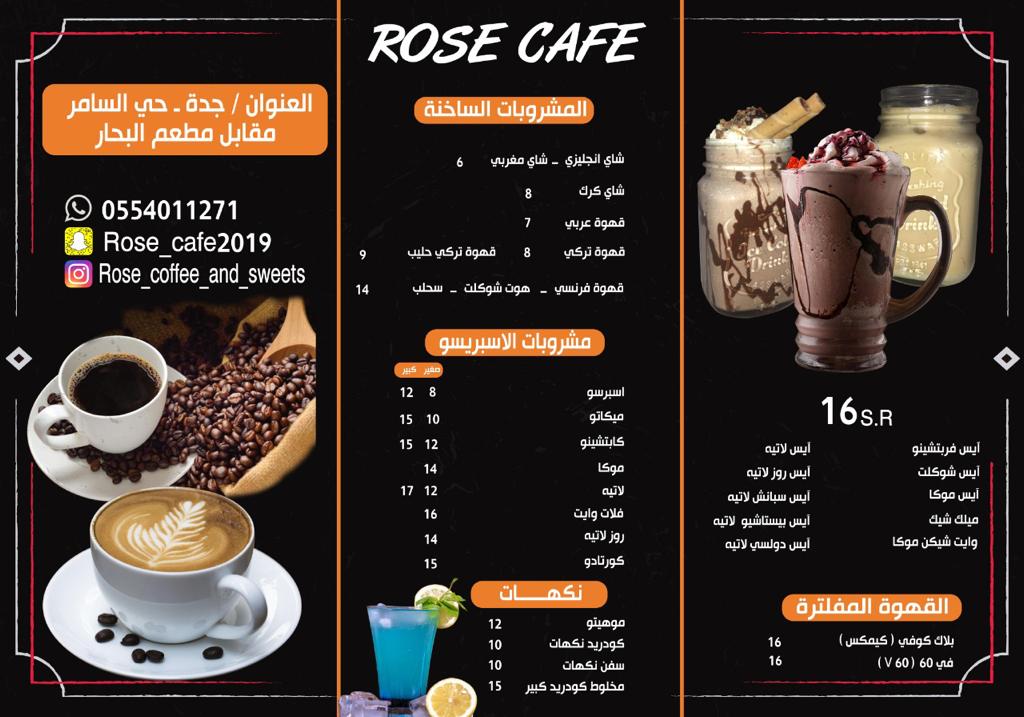 ROSE CAFE
المشروبات الساخنة
شاي انجليزي _ شاي مغربي 6
شاي كرك 8
قهوة عربي 7
قهوة تركي 8 قهوة تركي حليب 9
قهوة فرنسي _ هوت شوكلت _ سحلب 14
مشروبات الاسبريسو
صغير كبير
اسبرسو 8 12
ميكاتو 10 15
كابتشينو 12 15
موكا 14
لاتيه 12 17
فلات وايت 16
روز لاتيه 14
كورتادو 15
نكهـــات
موهيتو 12
كودريد نكهات 10
سفن نكهات 10
مخلوط كودريد كبير 15
16 S.R
آيس فربتشينو
آيس شوكلت
آيس موكا
ميلك شيك
وايت شيكن موكا
آيس لاتيه
آيس روز لاتيه
آيس سبانش لاتيه
آيس بيستاشيو لاتيه
آيس دولسي لاتيه
القهوة المفلترة
بلاك كوفي ( كيمكس ) 16
في 60 ( V 60 ) 16
العنوان / جدة ـ حي السامر
مقابل مطعم البحار
0554011271
Rose_cafe2019
Rose_coffee_and_sweets